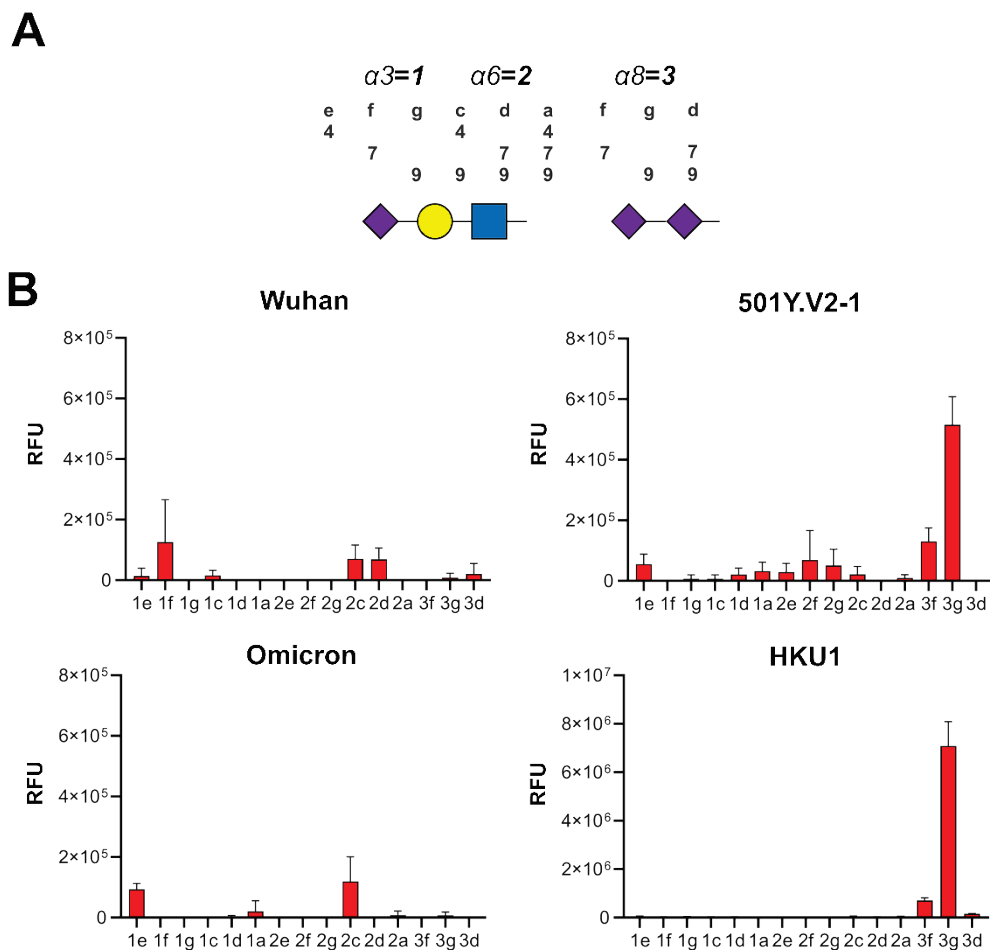 A
α3=1 α6=2 α8=3
e f g c d a f g d
4 4 4
7 7 7 7 7
9 9 9 9 9 9
B
Wuhan
8×10⁵
6×10⁵
4×10⁵
2×10⁵
0
RFU
1e 1f 1g 1c 1d 1a 2e 2f 2g 2c 2d 2a 3f 3g 3d
501Y.V2-1
8×10⁵
6×10⁵
4×10⁵
2×10⁵
0
RFU
1e 1f 1g 1c 1d 1a 2e 2f 2g 2c 2d 2a 3f 3g 3d
Omicron
8×10⁵
6×10⁵
4×10⁵
2×10⁵
0
RFU
1e 1f 1g 1c 1d 1a 2e 2f 2g 2c 2d 2a 3f 3g 3d
HKU1
1×10⁷
8×10⁶
6×10⁶
4×10⁶
2×10⁶
0
RFU
1e 1f 1g 1c 1d 1a 2e 2f 2g 2c 2d 2a 3f 3g 3d